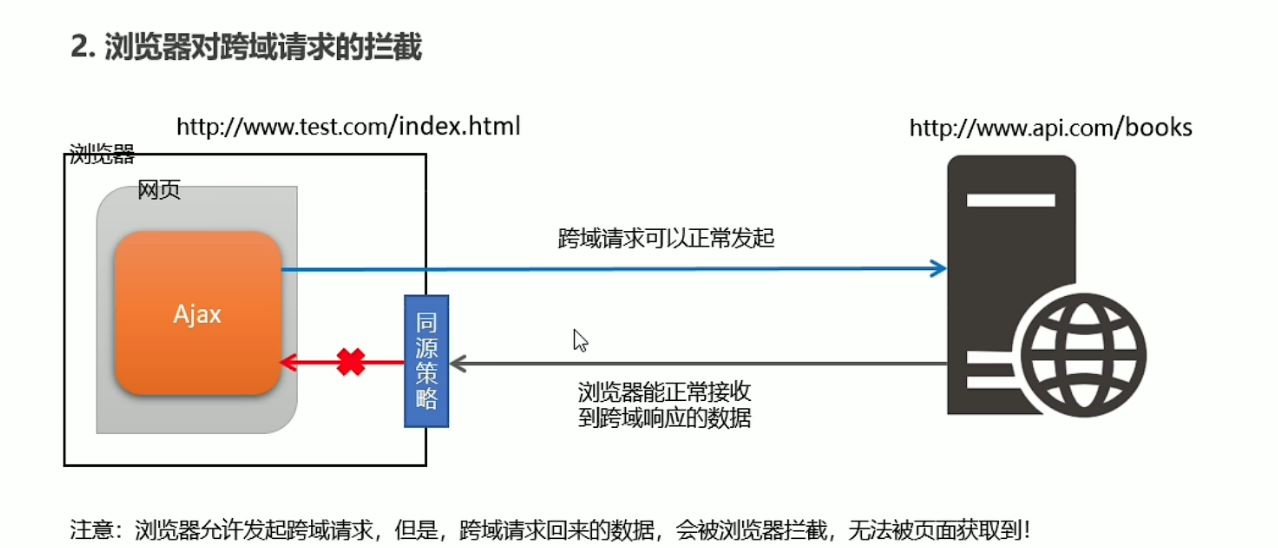 2. 浏览器对跨域请求的拦截
http://www.test.com/index.html
http://www.api.com/books
浏览器
网页
跨域请求可以正常发起
Ajax
同源策略
浏览器能正常接收
到跨域响应的数据
注意：浏览器允许发起跨域请求，但是，跨域请求回来的数据，会被浏览器拦截，无法被页面获取到！